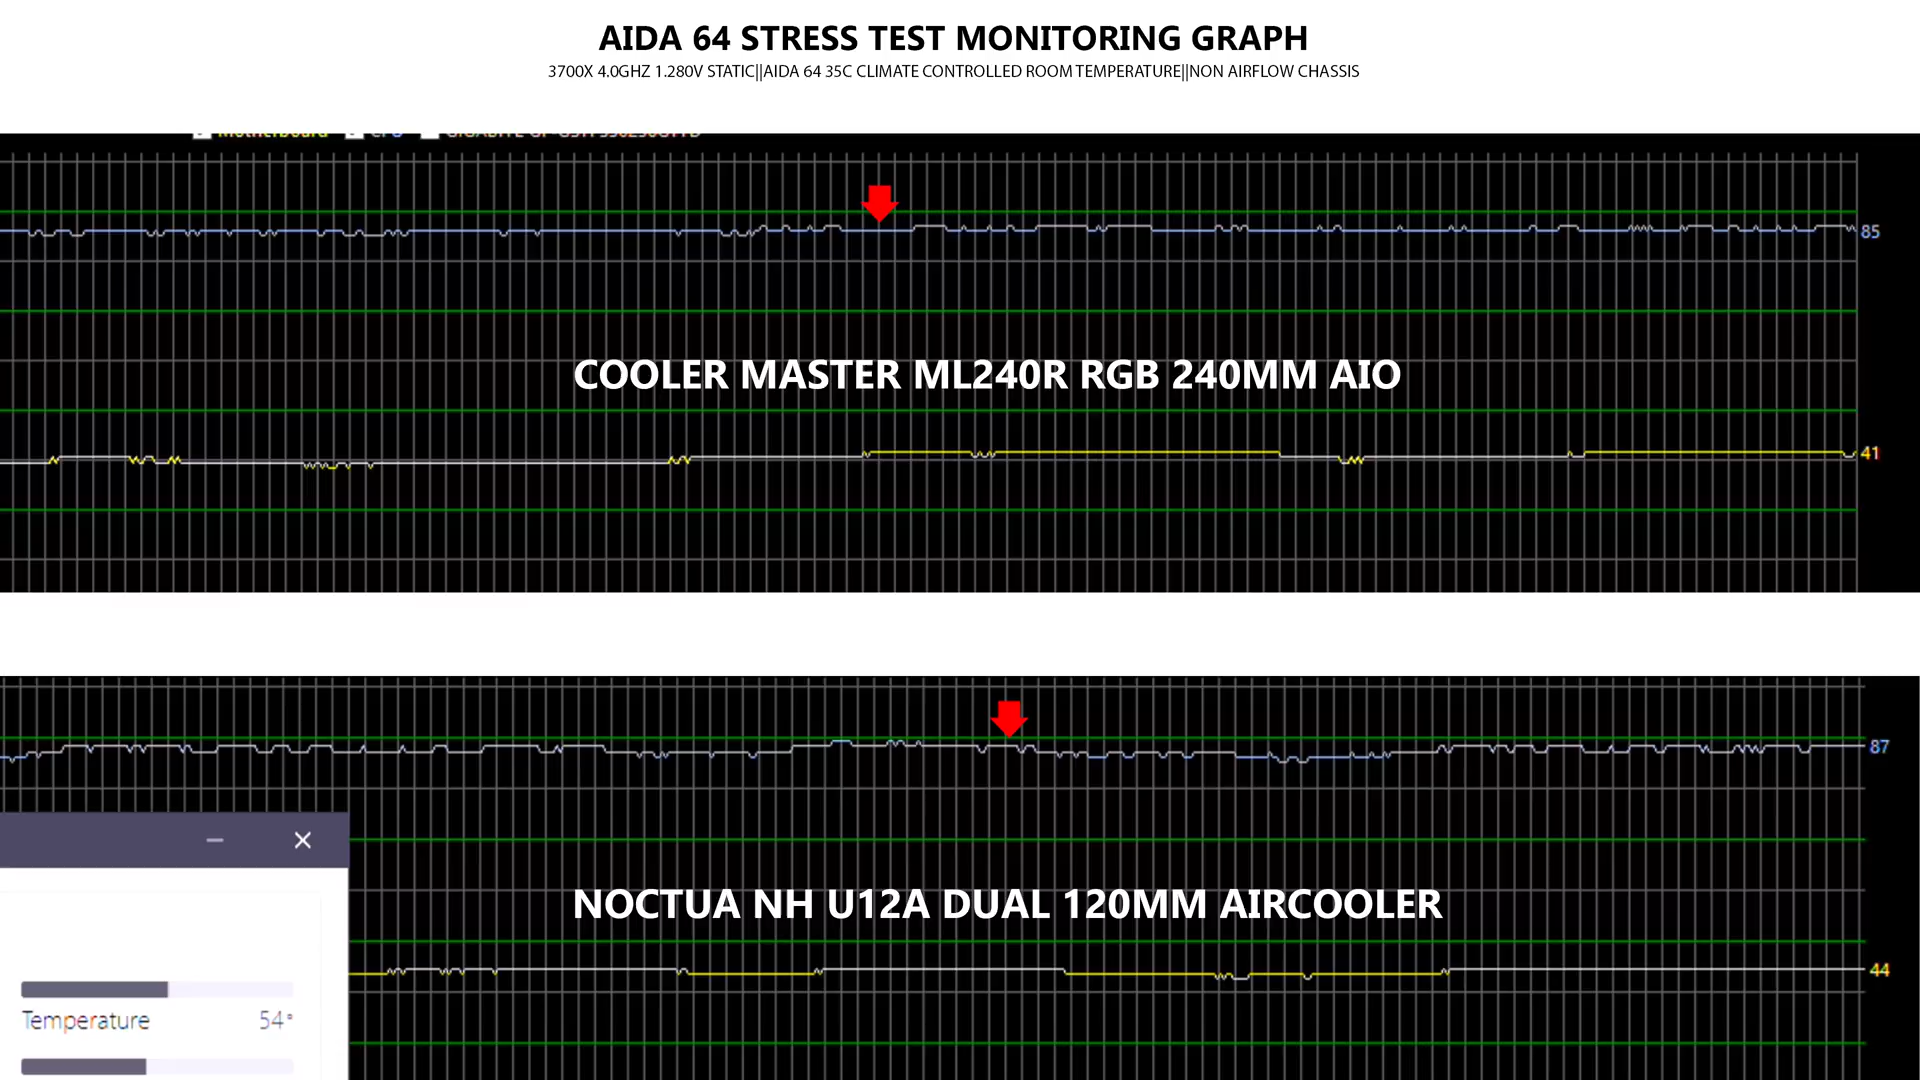 AIDA 64 STRESS TEST MONITORING GRAPH
3700X 4.0GHZ 1.280V STATIC||AIDA 64 35C CLIMATE CONTROLLED ROOM TEMPERATURE||NON AIRFLOW CHASSIS
Motherboard CPU
85
COOLER MASTER ML240R RGB 240MM AIO
41
87
NOCTUA NH U12A DUAL 120MM AIRCOOLER
44
Temperature 54°